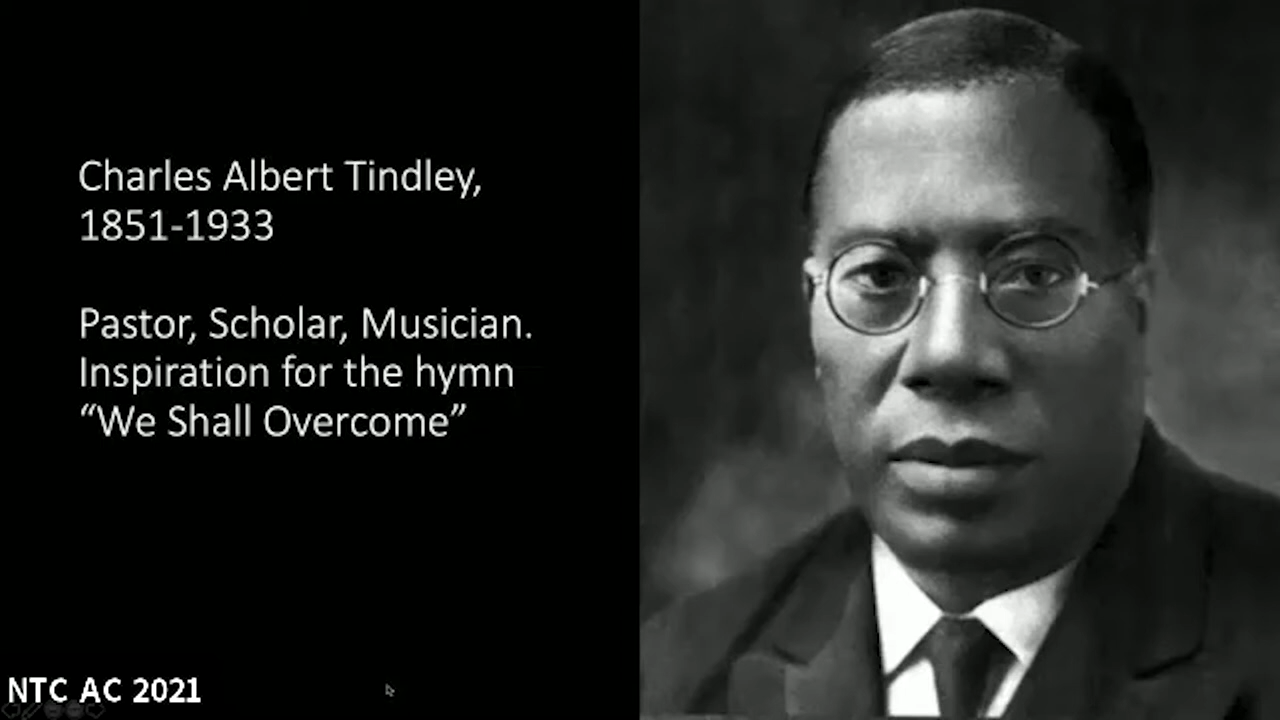 Charles Albert Tindley,
1851-1933
Pastor, Scholar, Musician.
Inspiration for the hymn
“We Shall Overcome”
NTC AC 2021